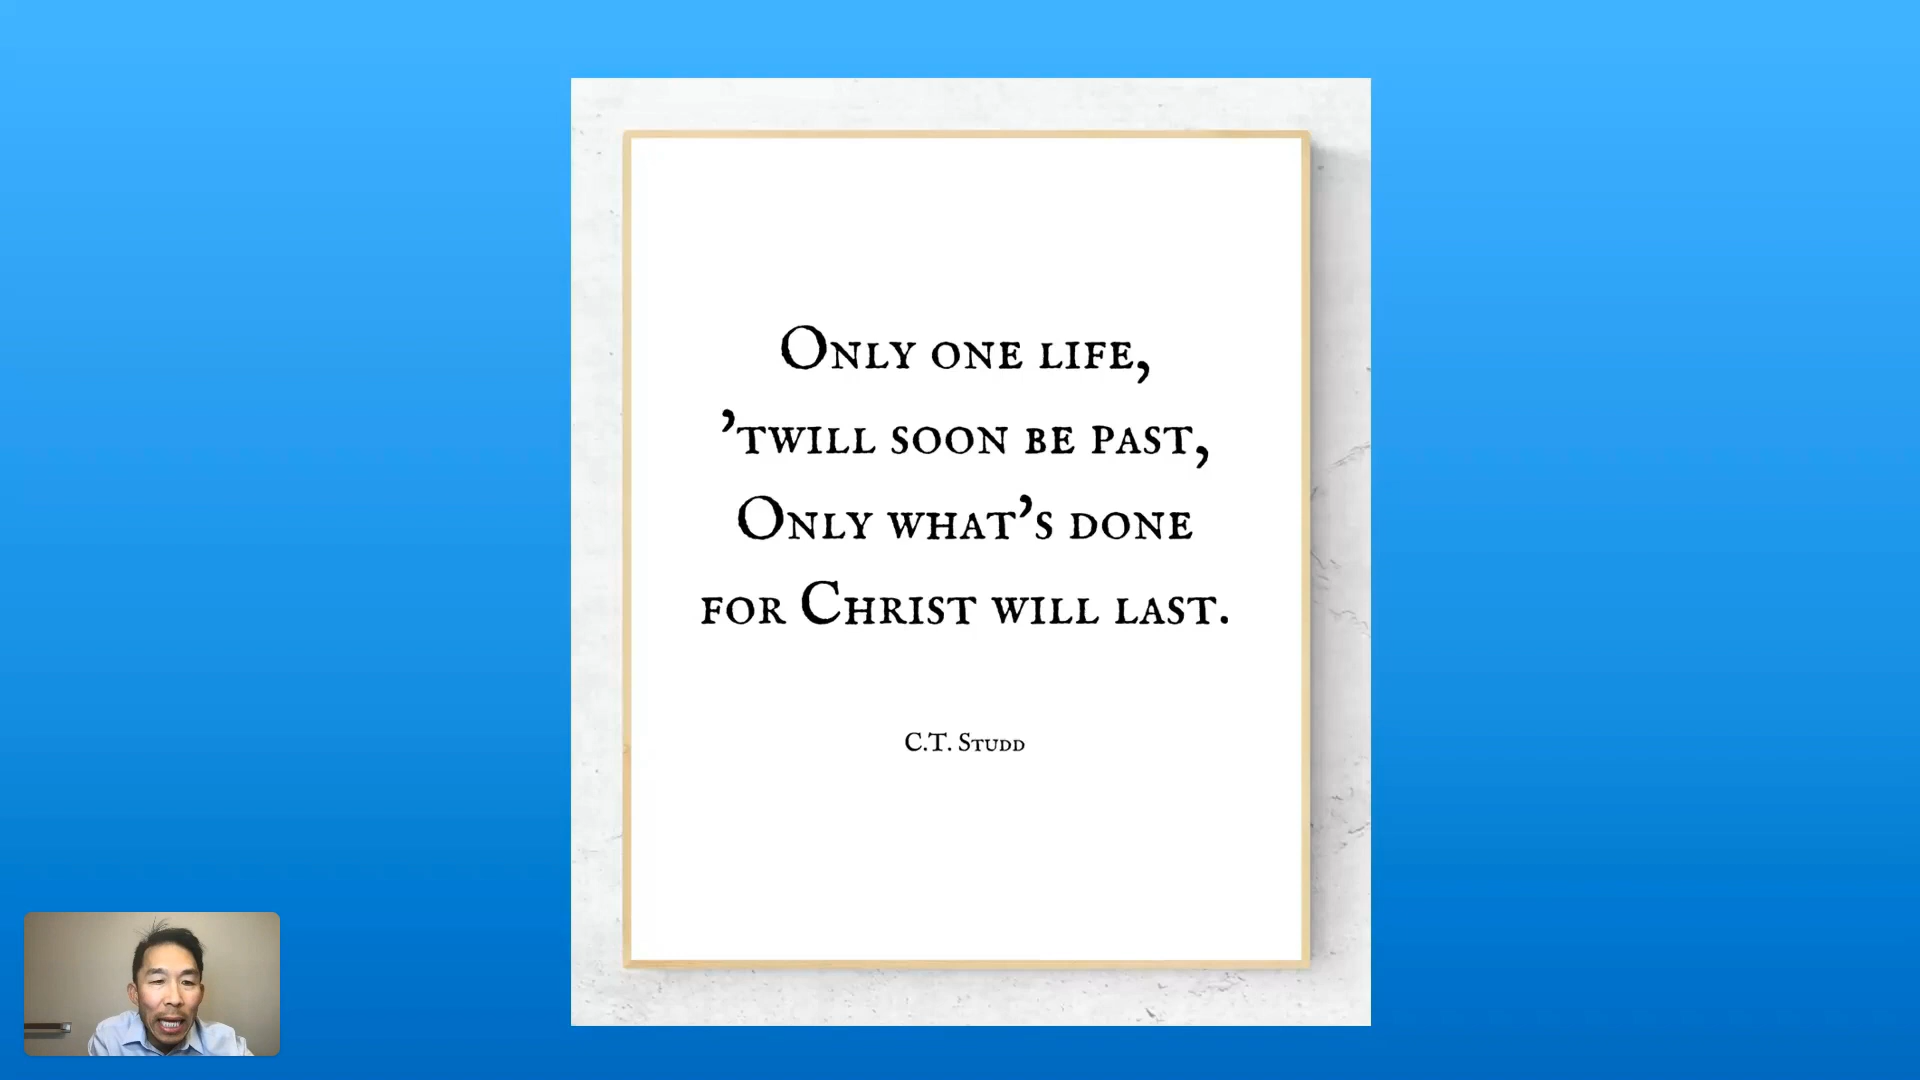 Only one life,
’twill soon be past,
Only what’s done
for Christ will last.
C.T. Studd